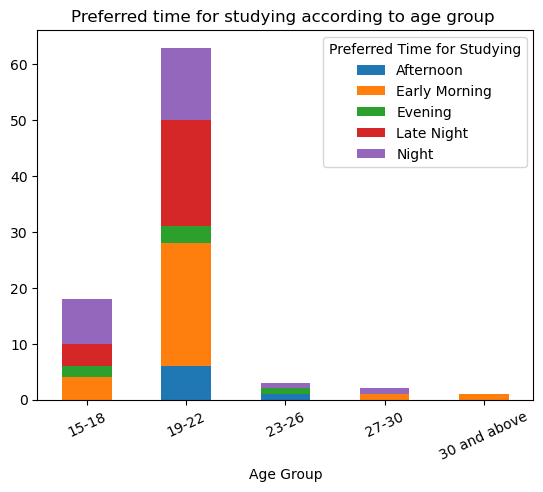 Preferred time for studying according to age group
Preferred Time for Studying
Afternoon
Early Morning
Evening
Late Night
Night
60
50
40
30
20
10
0
15-18
19-22
23-26
27-30
30 and above
Age Group